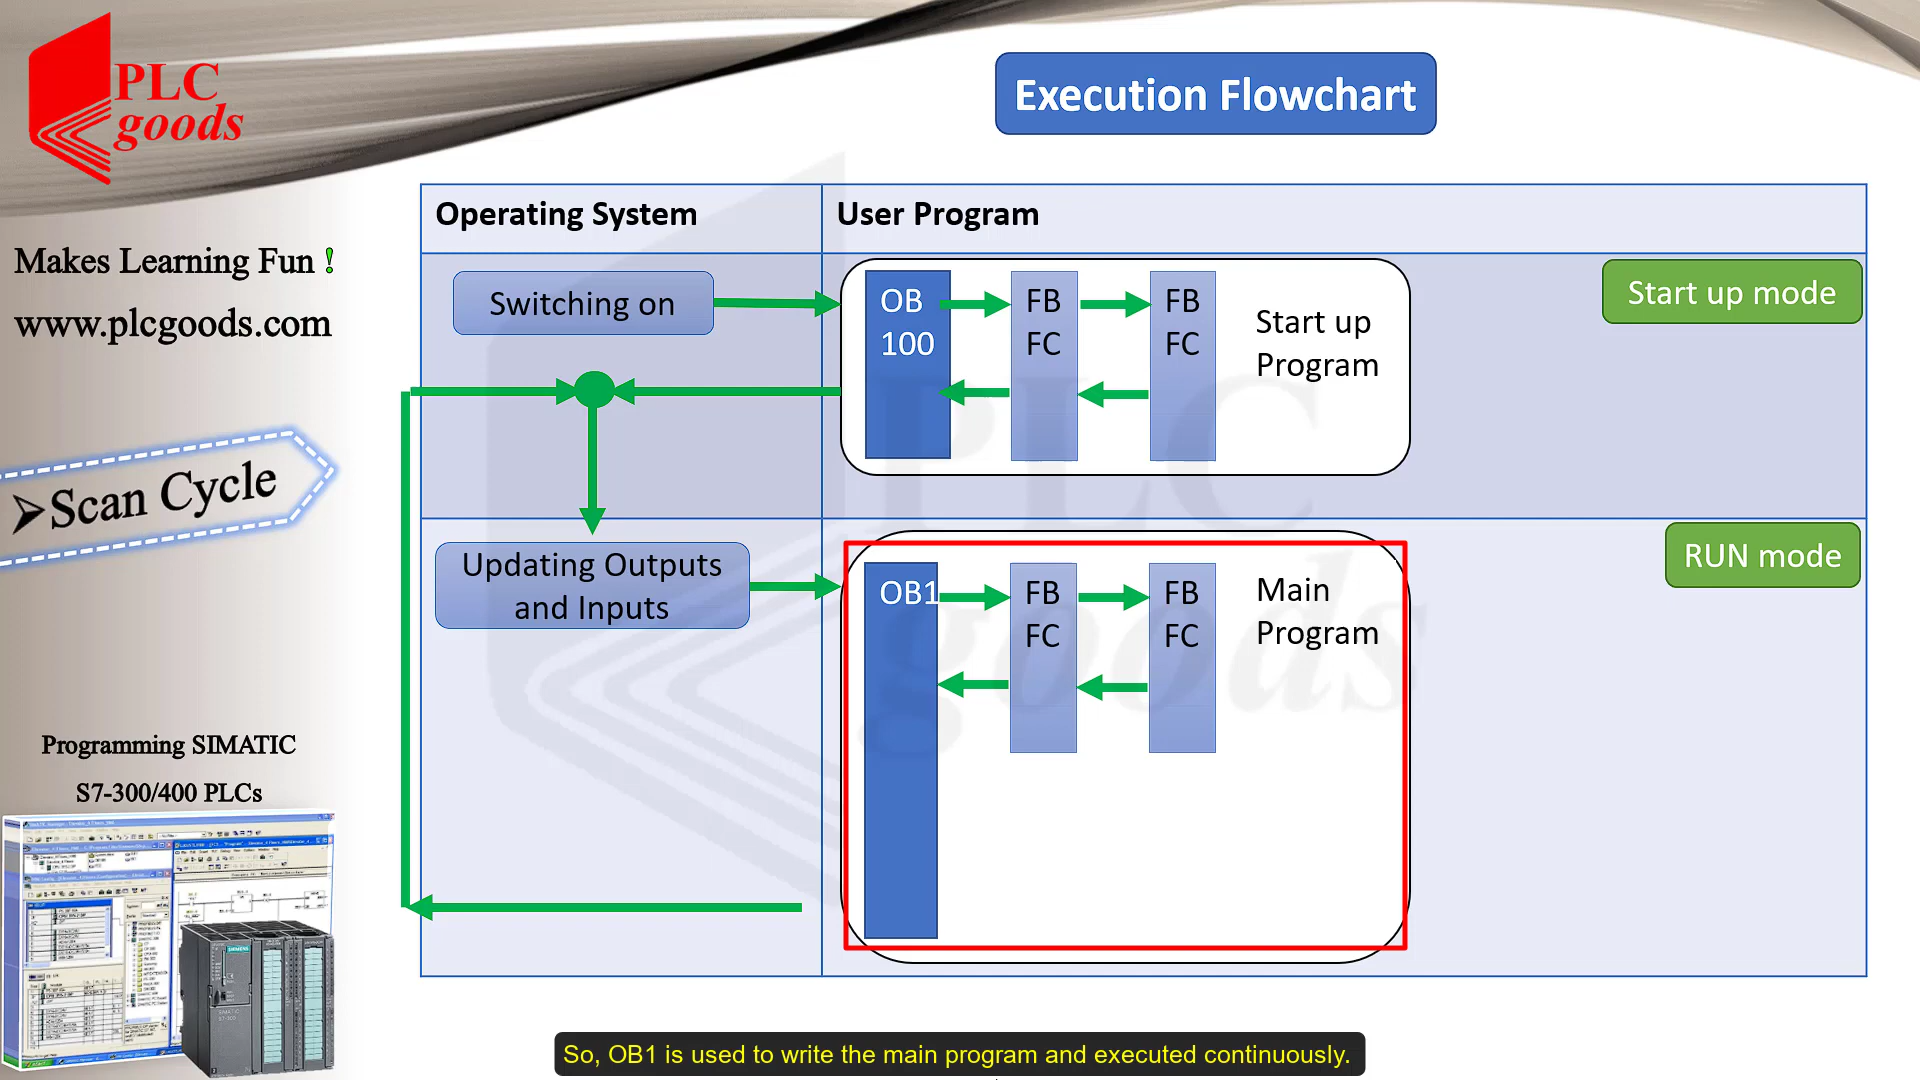 PLC
goods
Execution Flowchart
Makes Learning Fun !
www.plcgoods.com
Scan Cycle
Programming SIMATIC
S7-300/400 PLCs
Operating System
User Program
Switching on
OB
100
FB
FC
FB
FC
Start up
Program
Start up mode
Updating Outputs
and Inputs
OB1
FB
FC
FB
FC
Main
Program
RUN mode
PLC
goods
SIEMENS
So, OB1 is used to write the main program and executed continuously.